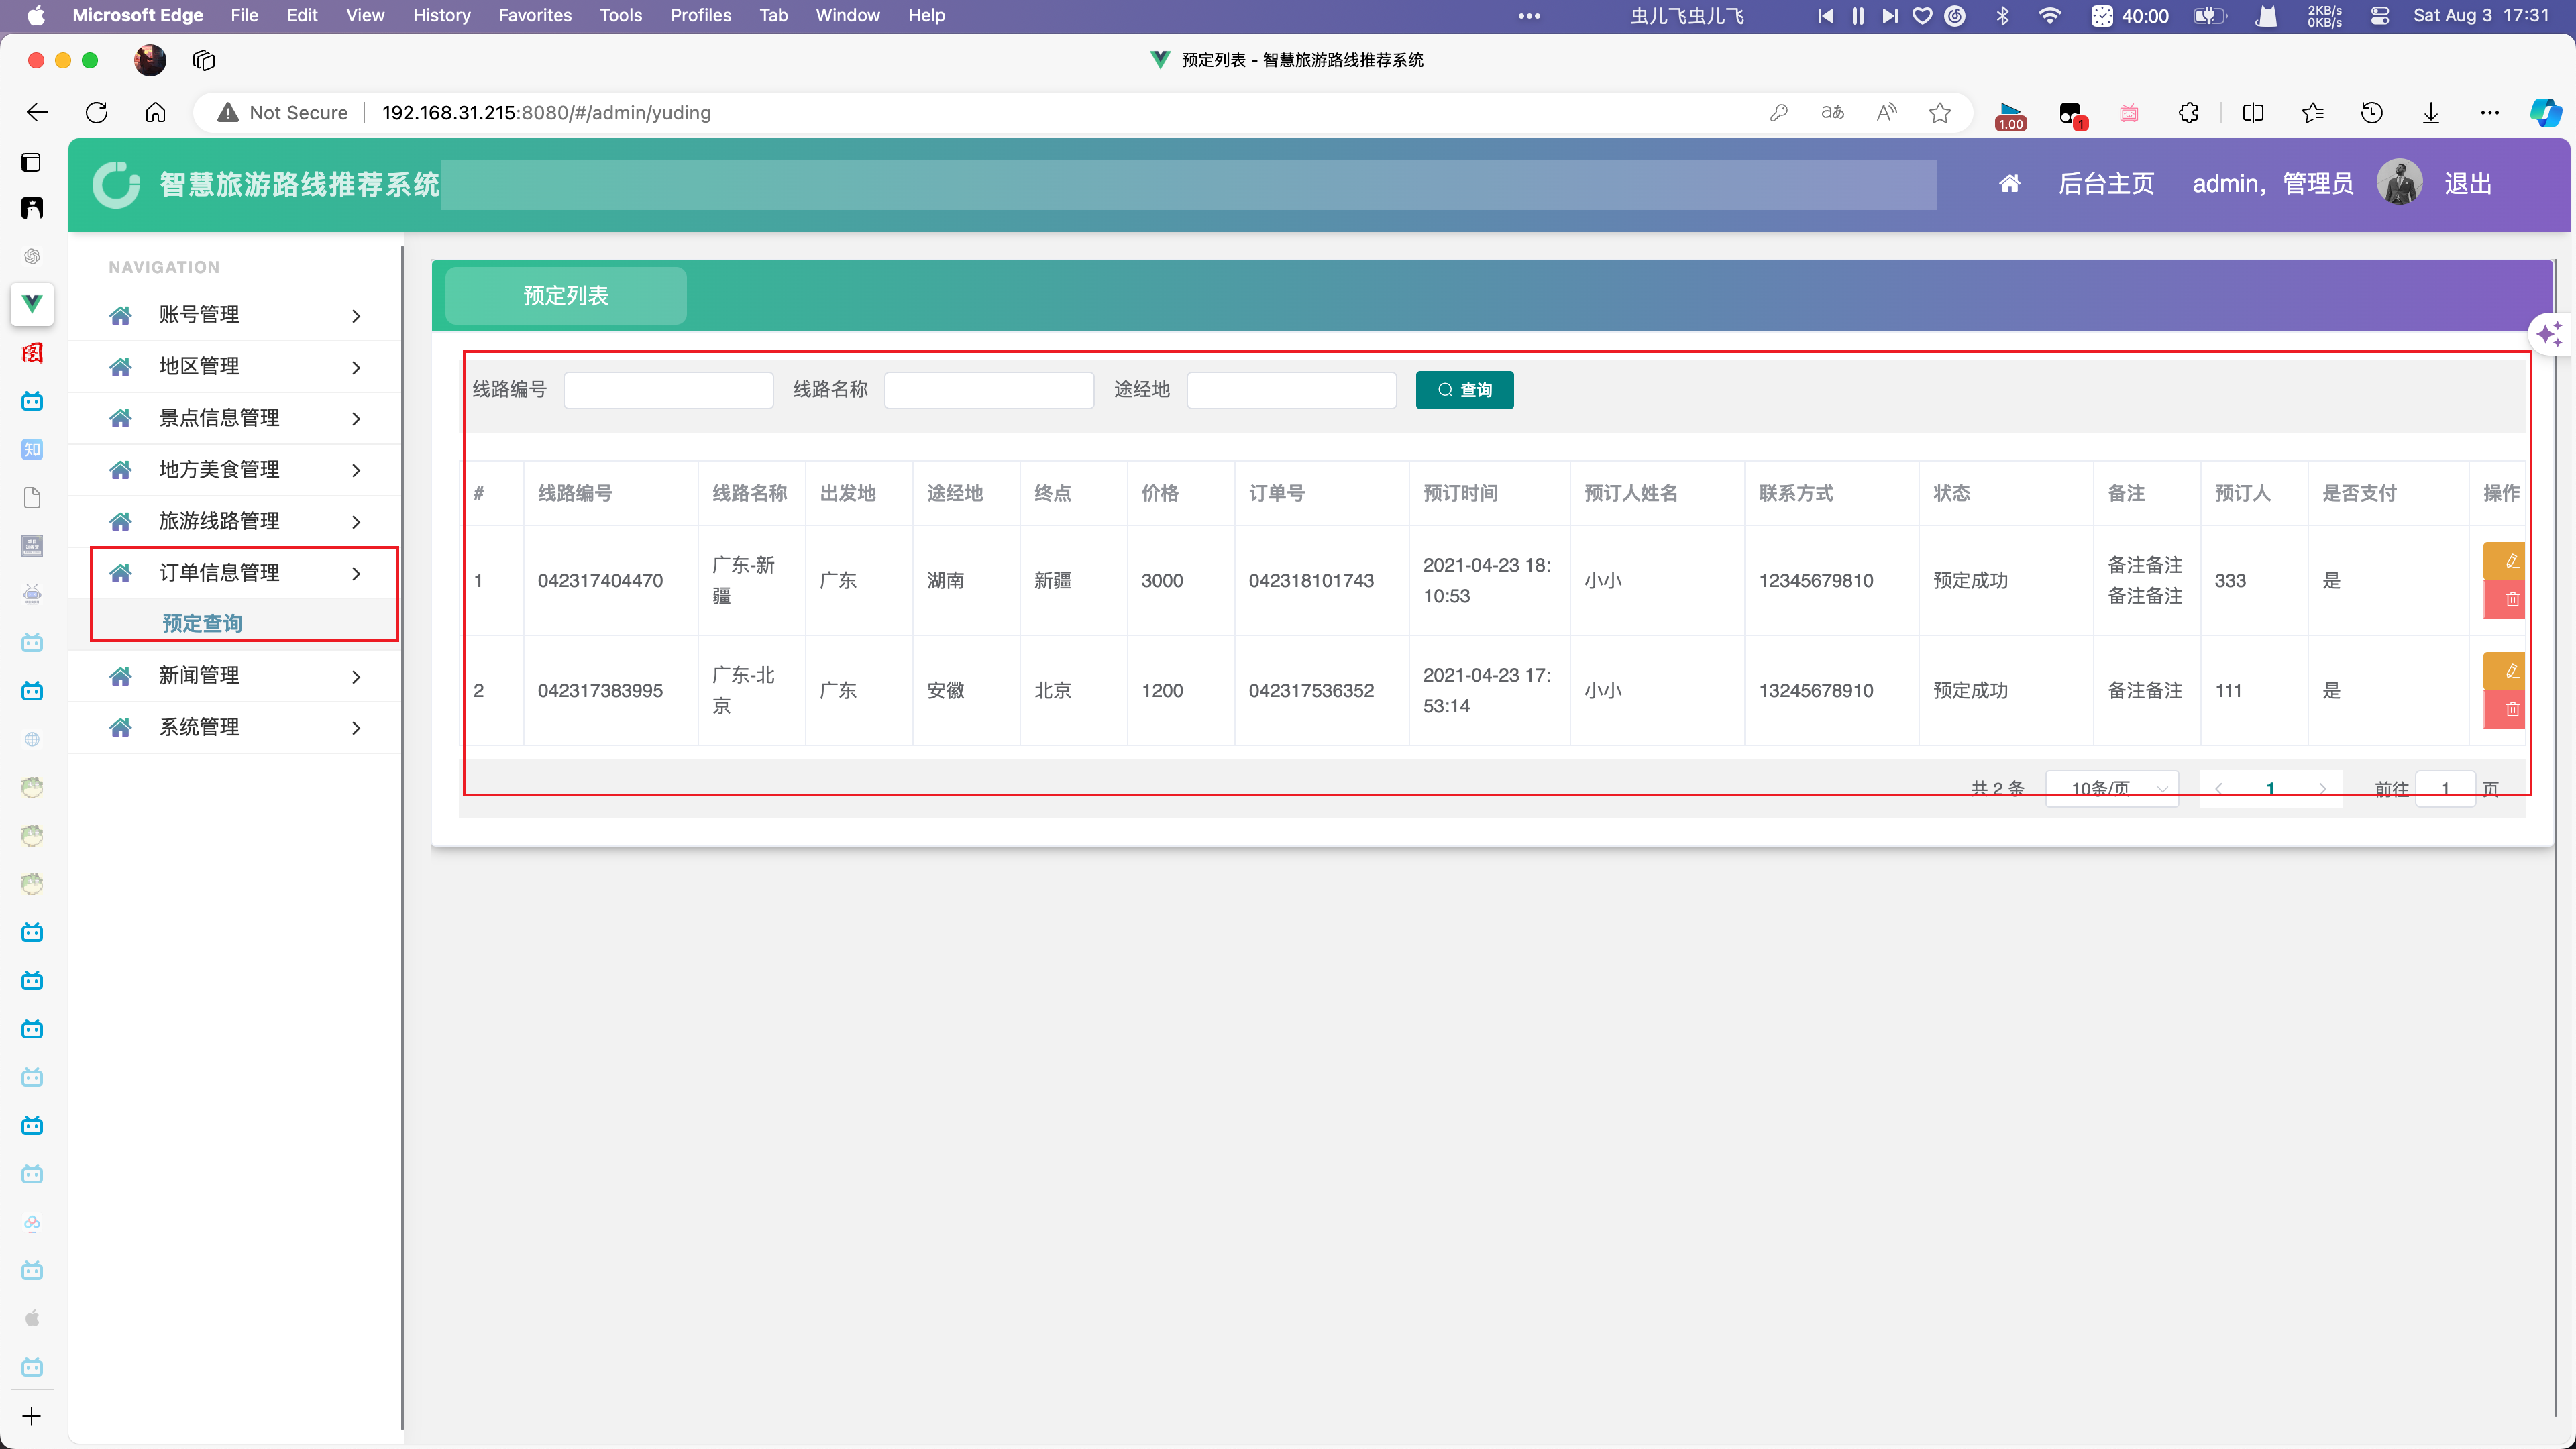 Microsoft Edge File Edit View History Favorites Tools Profiles Tab Window Help ••• 虫儿飞虫儿飞 40:00 2KB/s 0KB/s Sat Aug 3 17:31
预定列表 - 智慧旅游路线推荐系统
Not Secure 192.168.31.215:8080/#/admin/yuding 1.00 1
智慧旅游路线推荐系统 后台主页 admin, 管理员 退出
NAVIGATION
账号管理
地区管理
景点信息管理
地方美食管理
旅游线路管理
订单信息管理
预定查询
新闻管理
系统管理
图
知
预定列表
线路编号 线路名称 途经地 查询
# 线路编号 线路名称 出发地 途经地 终点 价格 订单号 预订时间 预订人姓名 联系方式 状态 备注 预订人 是否支付 操作
1 042317404470 广东-新疆 广东 湖南 新疆 3000 042318101743 2021-04-23 18:10:53 小小 12345679810 预定成功 备注备注备注备注 333 是
2 042317383995 广东-北京 广东 安徽 北京 1200 042317536352 2021-04-23 17:53:14 小小 13245678910 预定成功 备注备注 111 是
共 2 条 10条/页 1 前往 1 页